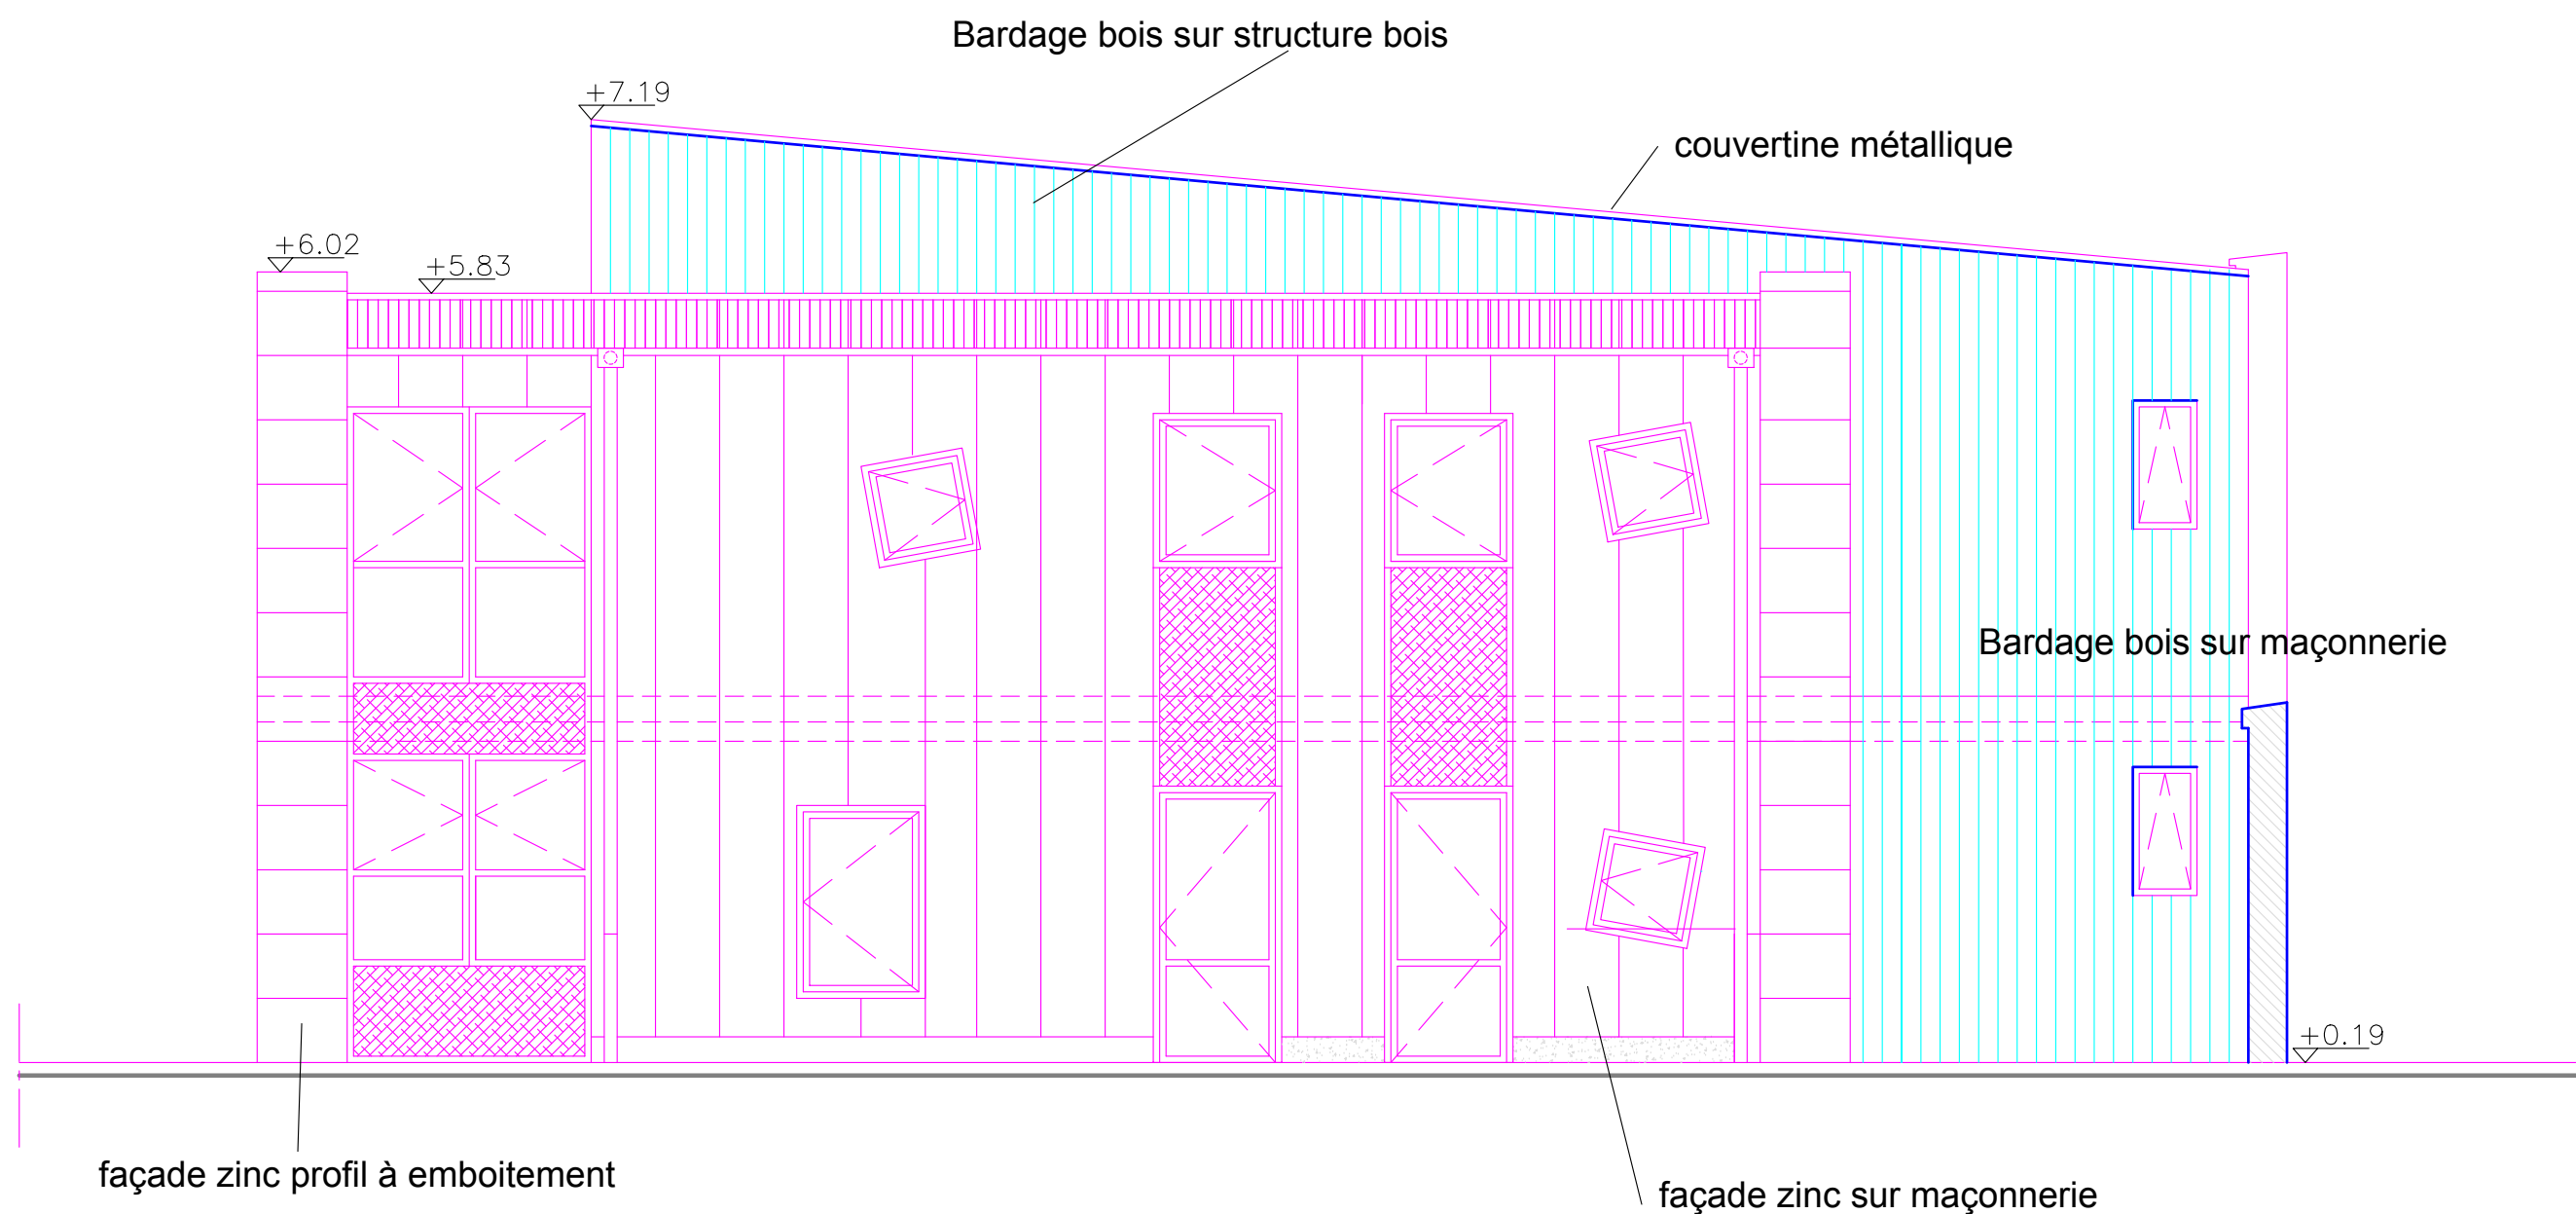 Bardage bois sur structure bois
+7.19
couvertine métallique
+6.02
+5.83
Bardage bois sur maçonnerie
+0.19
façade zinc profil à emboitement
façade zinc sur maçonnerie